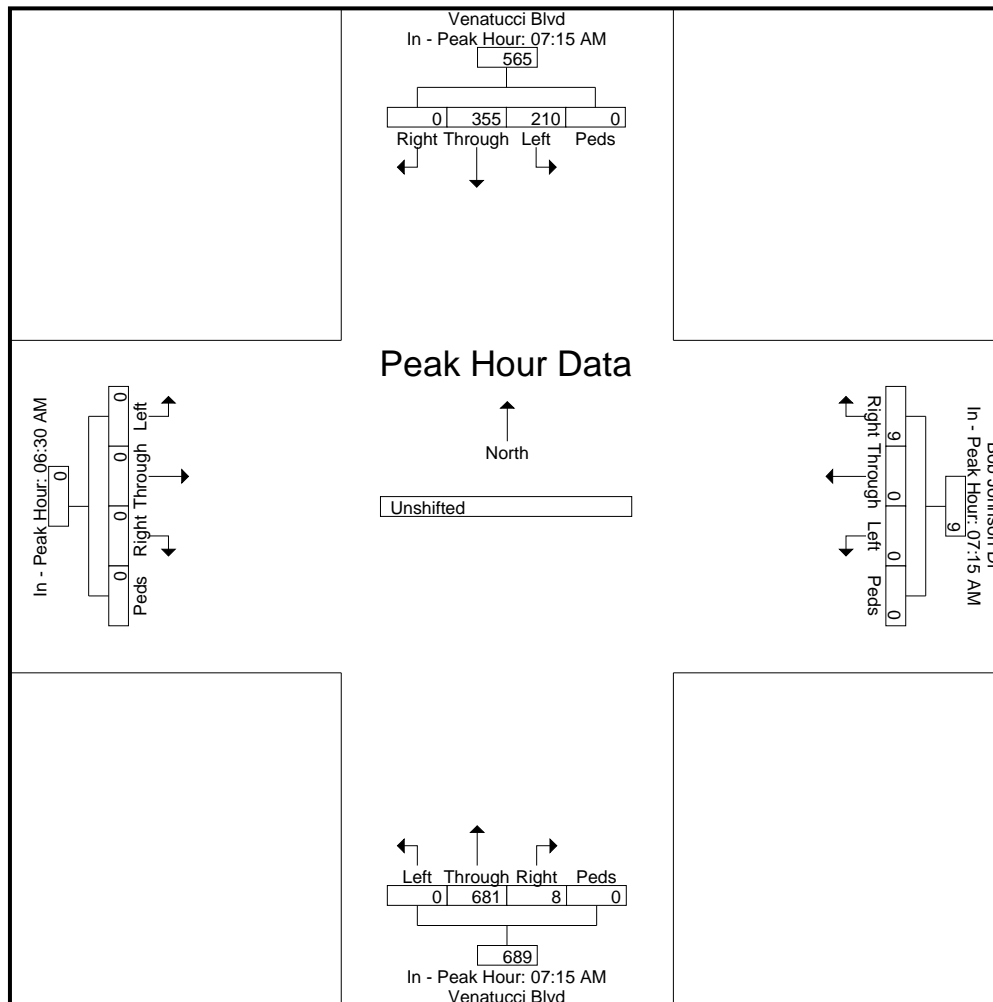 Venatucci Blvd
In - Peak Hour: 07:15 AM
565
0 355 210 0
Right Through Left Peds
Peak Hour Data
North
Unshifted
In - Peak Hour: 06:30 AM
0
0 0 0 0
Left Through Right Peds
Bob Johnson Dr
In - Peak Hour: 07:15 AM
9
9 0 0 0
Right Through Left Peds
Left Through Right Peds
0 681 8 0
689
In - Peak Hour: 07:15 AM
Venatucci Blvd